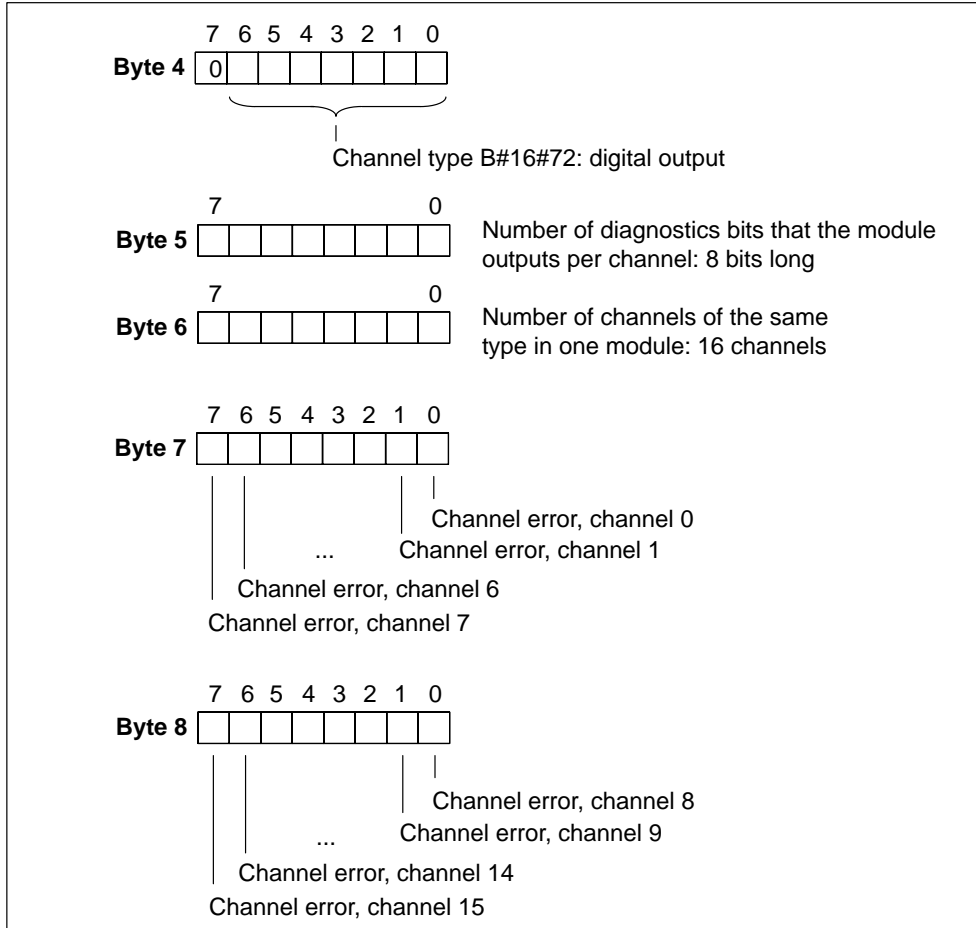 7 6 5 4 3 2 1 0
Byte 4 0
Channel type B#16#72: digital output
7 0
Byte 5
Number of diagnostics bits that the module
outputs per channel: 8 bits long
7 0
Byte 6
Number of channels of the same
type in one module: 16 channels
7 6 5 4 3 2 1 0
Byte 7
Channel error, channel 0
... Channel error, channel 1
Channel error, channel 6
Channel error, channel 7
7 6 5 4 3 2 1 0
Byte 8
Channel error, channel 8
... Channel error, channel 9
Channel error, channel 14
Channel error, channel 15